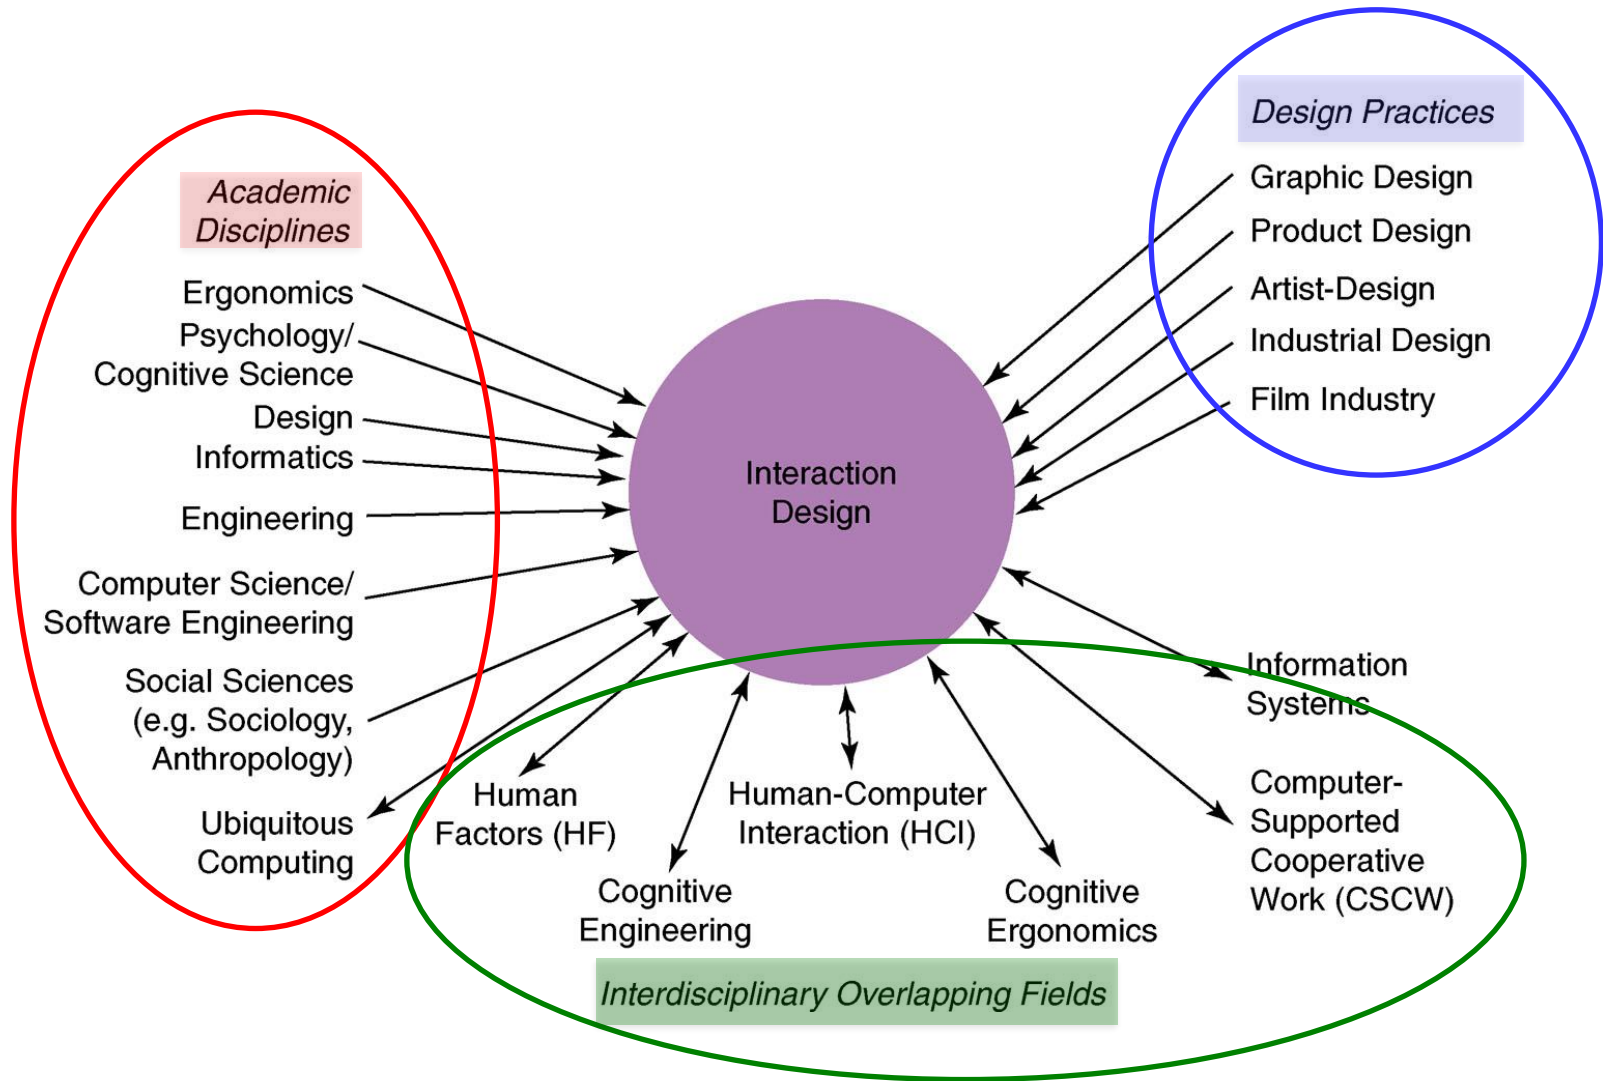 Academic
Disciplines
Ergonomics
Psychology/
Cognitive Science
Design
Informatics
Engineering
Computer Science/
Software Engineering
Social Sciences
(e.g. Sociology,
Anthropology)
Ubiquitous
Computing
Design Practices
Graphic Design
Product Design
Artist-Design
Industrial Design
Film Industry
Interaction
Design
Information
Systems
Computer-
Supported
Cooperative
Work (CSCW)
Human
Factors (HF)
Human-Computer
Interaction (HCI)
Cognitive
Engineering
Cognitive
Ergonomics
Interdisciplinary Overlapping Fields